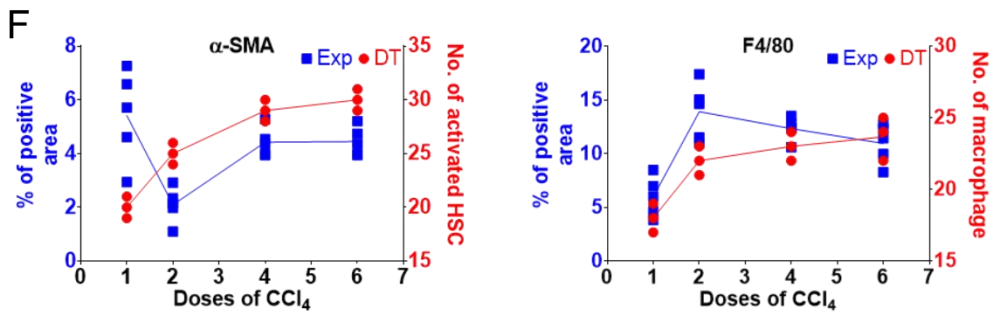 F
α-SMA
Exp DT
% of positive area
No. of activated HSC
8
6
4
2
0
35
30
25
20
15
0 1 2 3 4 5 6 7
Doses of CCl4
F4/80
Exp DT
% of positive area
No. of macrophage
20
15
10
5
0
30
25
20
15
0 1 2 3 4 5 6 7
Doses of CCl4